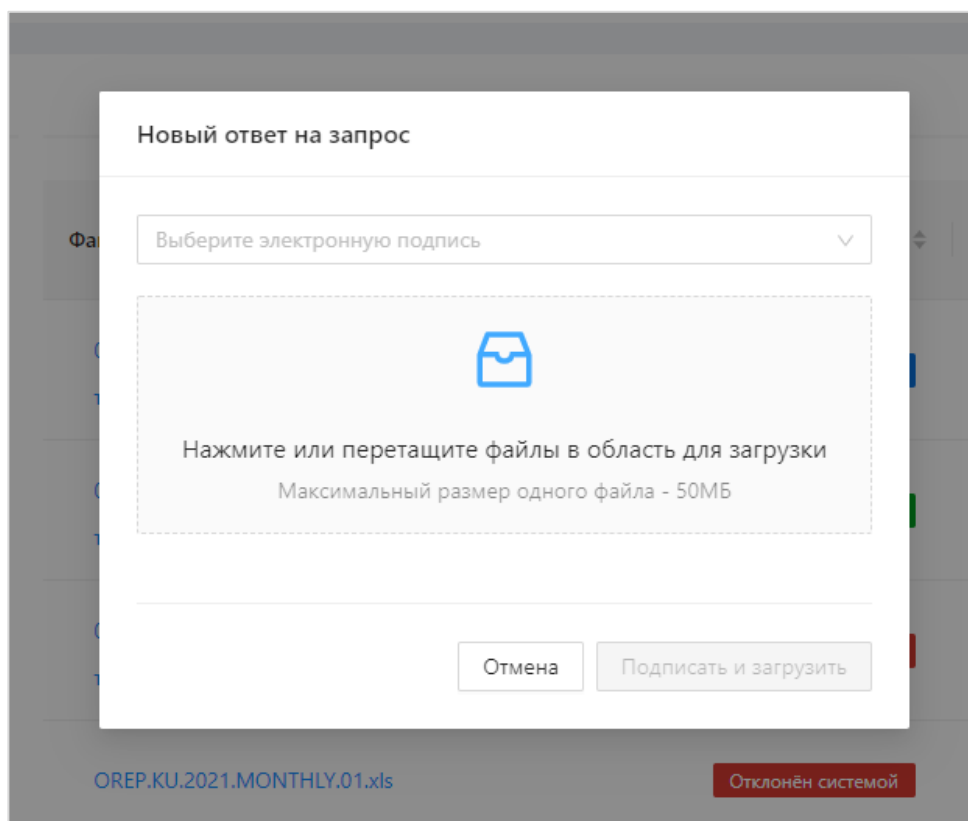 Новый ответ на запрос
Выберите электронную подпись
Нажмите или перетащите файлы в область для загрузки
Максимальный размер одного файла - 50МБ
Отмена
Подписать и загрузить
OREP.KU.2021.MONTHLY.01.xls
Отклонён системой